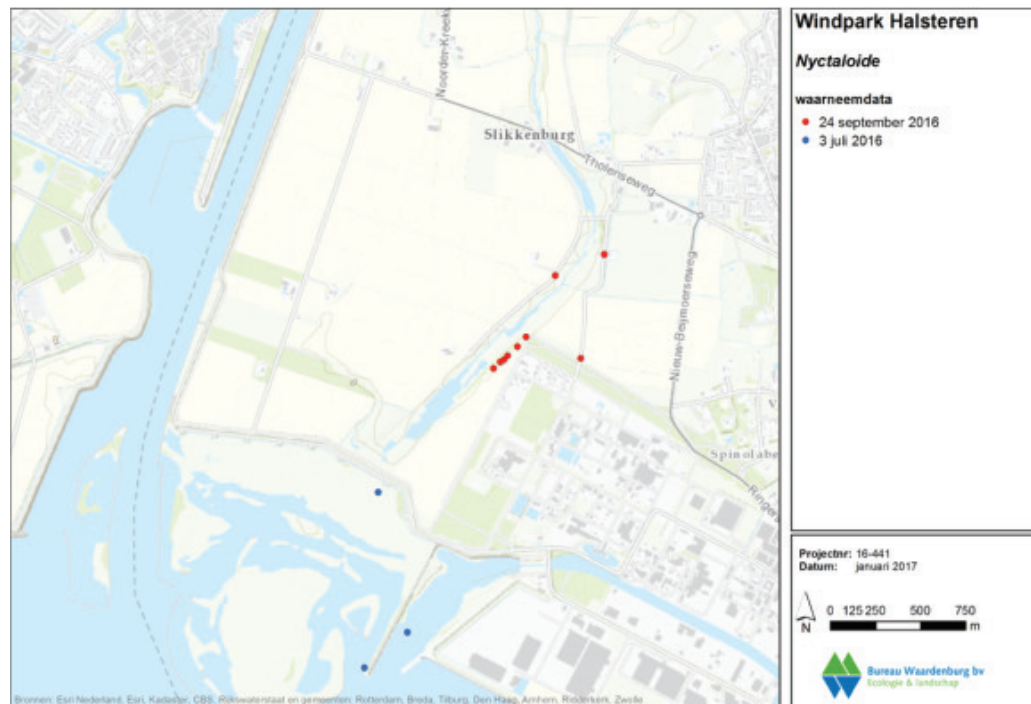 Windpark Halsteren
Nyctaloide
waarneemdata
24 september 2016
3 juli 2016
Noorder-Kreek
Slikkenburg
Tholenseweg
Nieuw-Beijmoerseweg
V
Spinolabe
Ringers
Projectnr: 16-441
Datum: januari 2017
N
0 125 250 500 750
m
Bureau Waardenburg bv
Ecologie & landschap
Bronnen: Esri Nederland, Esri, Kadaster, CBS, Rijkswaterstaat en gemeenten: Rotterdam, Breda, Tilburg, Den Haag, Arnhem, Ridderkerk, Zwolle